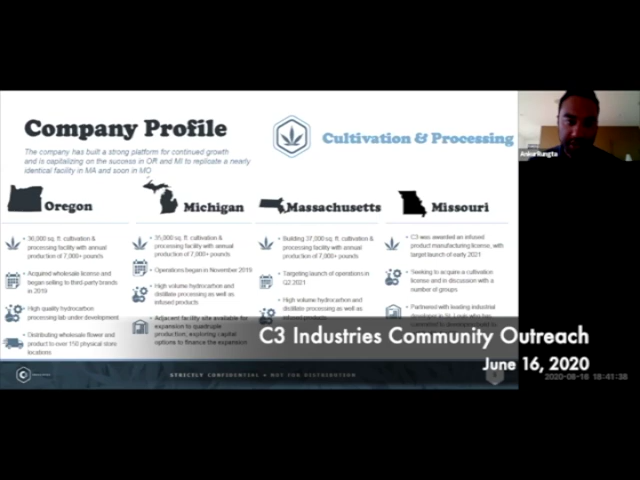 Company Profile
Cultivation & Processing
The company has built a strong platform for continued growth
and is capitalizing on the success in OR and MI to replicate a nearly
identical facility in MA and soon in MO
Oregon
36,000 sq. ft. cultivation &
processing facility with annual
production of 7,000+ pounds
Acquired wholesale license and
began selling to third-party brands
in 2019
High quality hydrocarbon
processing lab under development
Distributing wholesale flower and
product to over 110 physical store
locations
Michigan
35,000 sq. ft. cultivation &
processing facility with annual
production of 7,000+ pounds
Operations began in November 2019
High volume hydrocarbon and
distillate processing as well as
infused products
Adjacent facility site available for
expansion to quadruple
production; exploring capital
options to finance the expansion
Massachusetts
Building 37,000 sq. ft. cultivation &
processing facility with annual
production of 7,000+ pounds
Targeting launch of operations in
Q2 2021
High volume hydrocarbon and
distillate processing as well as
infused products
Missouri
C3 was awarded an infused
product manufacturing license, with
target launch of early 2021
Seeking to acquire a cultivation
license and in discussion with a
number of groups
Partnered with leading industrial
C3 Industries Community Outreach
June 16, 2020
STRICTLY CONFIDENTIAL • NOT FOR DISTRIBUTION
Ankur Rungta
2020-06-16 18:41:38